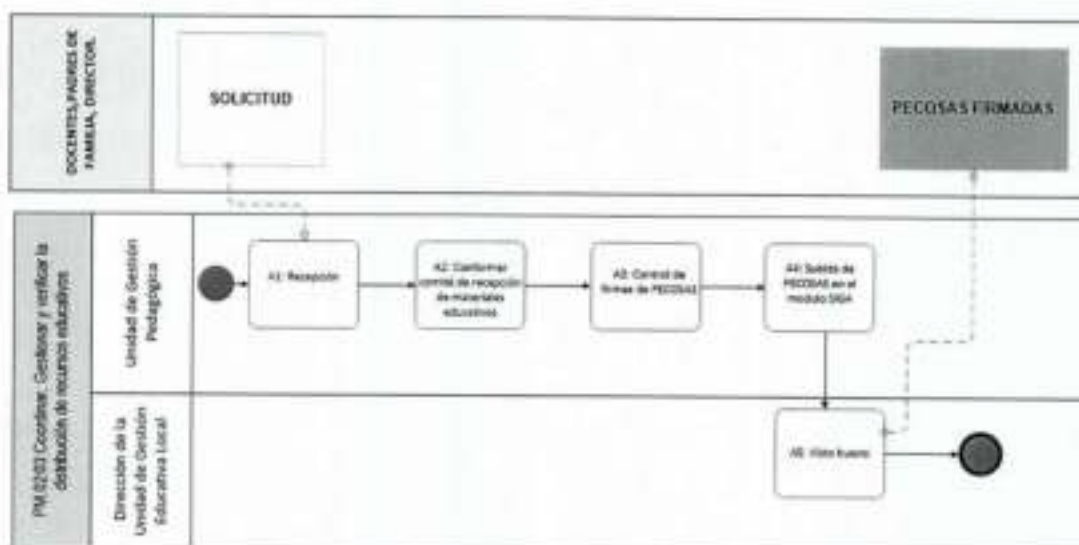 DOCENTES,PADRES DE
FAMILIA, DIRECTOR.
SOLICITUD
PECOSAS FIRMADAS
PM.02.03 Coordinar, Gestionar y verificar la
distribución de recursos educativos
Unidad de Gestión
Pedagógica
A1: Recepción
A2: Conformar
comité de recepción
de materiales
educativos
A3: Control de
firmas de PECOSAS
A4: Subida de
PECOSAS en el
modulo SIGA
Dirección de la
Unidad de Gestión
Educativa Local
A5: Visto Bueno